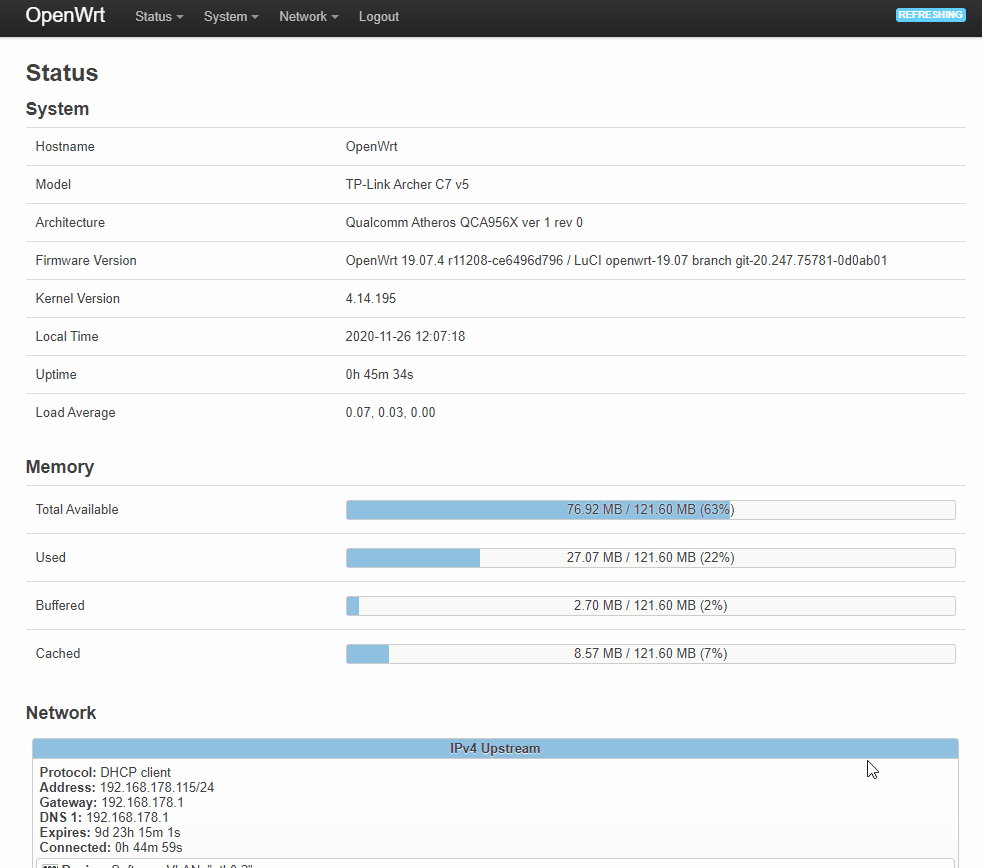 OpenWrt Status System Network Logout REFRESHING
Status
System
Hostname OpenWrt
Model TP-Link Archer C7 v5
Architecture Qualcomm Atheros QCA956X ver 1 rev 0
Firmware Version OpenWrt 19.07.4 r11208-ce6496d796 / LuCI openwrt-19.07 branch git-20.247.75781-0d0ab01
Kernel Version 4.14.195
Local Time 2020-11-26 12:07:18
Uptime 0h 45m 34s
Load Average 0.07, 0.03, 0.00
Memory
Total Available 76.92 MB / 121.60 MB (63%)
Used 27.07 MB / 121.60 MB (22%)
Buffered 2.70 MB / 121.60 MB (2%)
Cached 8.57 MB / 121.60 MB (7%)
Network
IPv4 Upstream
Protocol: DHCP client
Address: 192.168.178.115/24
Gateway: 192.168.178.1
DNS 1: 192.168.178.1
Expires: 9d 23h 15m 1s
Connected: 0h 44m 59s